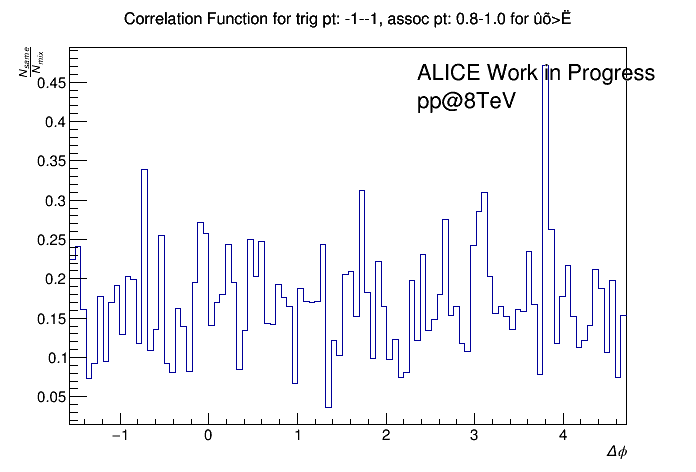 Correlation Function for trig pt: -1--1, assoc pt: 0.8-1.0 for ûõ>Ë
N_same
N_mix
ALICE Work in Progress
pp@8TeV
0.45
0.4
0.35
0.3
0.25
0.2
0.15
0.1
0.05
−1 0 1 2 3 4
Δφ